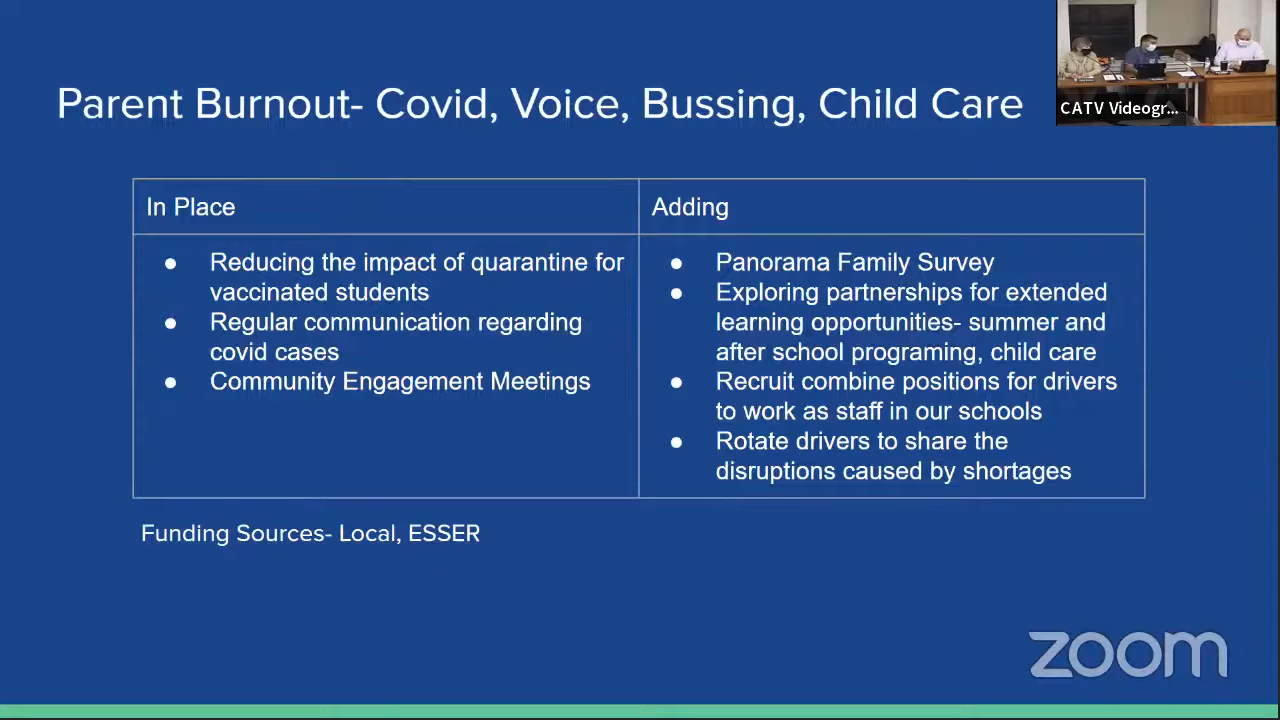 Parent Burnout- Covid, Voice, Bussing, Child Care
CATV Videogr...
In Place
Adding
● Reducing the impact of quarantine for
vaccinated students
● Regular communication regarding
covid cases
● Community Engagement Meetings
● Panorama Family Survey
● Exploring partnerships for extended
learning opportunities- summer and
after school programing, child care
● Recruit combine positions for drivers
to work as staff in our schools
● Rotate drivers to share the
disruptions caused by shortages
Funding Sources- Local, ESSER
zoom